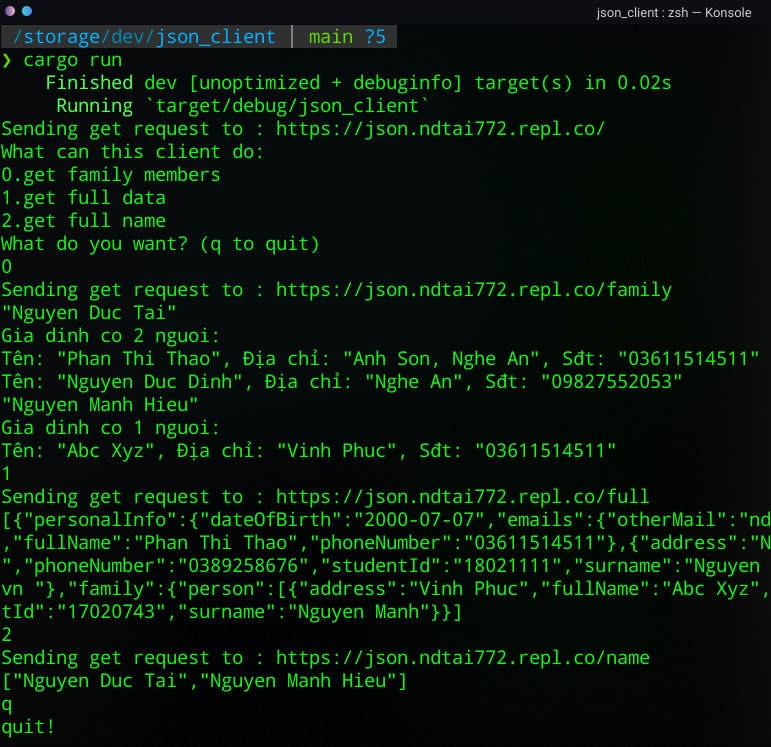 json_client : zsh — Konsole
/storage/dev/json_client | main ?5
❯ cargo run
Finished dev [unoptimized + debuginfo] target(s) in 0.02s
Running `target/debug/json_client`
Sending get request to : https://json.ndtai772.repl.co/
What can this client do:
0.get family members
1.get full data
2.get full name
What do you want? (q to quit)
0
Sending get request to : https://json.ndtai772.repl.co/family
"Nguyen Duc Tai"
Gia dinh co 2 nguoi:
Tên: "Phan Thi Thao", Địa chỉ: "Anh Son, Nghe An", Sđt: "03611514511"
Tên: "Nguyen Duc Dinh", Địa chỉ: "Nghe An", Sđt: "09827552053"
"Nguyen Manh Hieu"
Gia dinh co 1 nguoi:
Tên: "Abc Xyz", Địa chỉ: "Vinh Phuc", Sđt: "03611514511"
1
Sending get request to : https://json.ndtai772.repl.co/full
[{"personalInfo":{"dateOfBirth":"2000-07-07","emails":{"otherMail":"nd
,"fullName":"Phan Thi Thao","phoneNumber":"03611514511"},{"address":"N
","phoneNumber":"0389258676","studentId":"18021111","surname":"Nguyen
vn "},"family":{"person":[{"address":"Vinh Phuc","fullName":"Abc Xyz",
tId":"17020743","surname":"Nguyen Manh"}}]
2
Sending get request to : https://json.ndtai772.repl.co/name
["Nguyen Duc Tai","Nguyen Manh Hieu"]
q
quit!